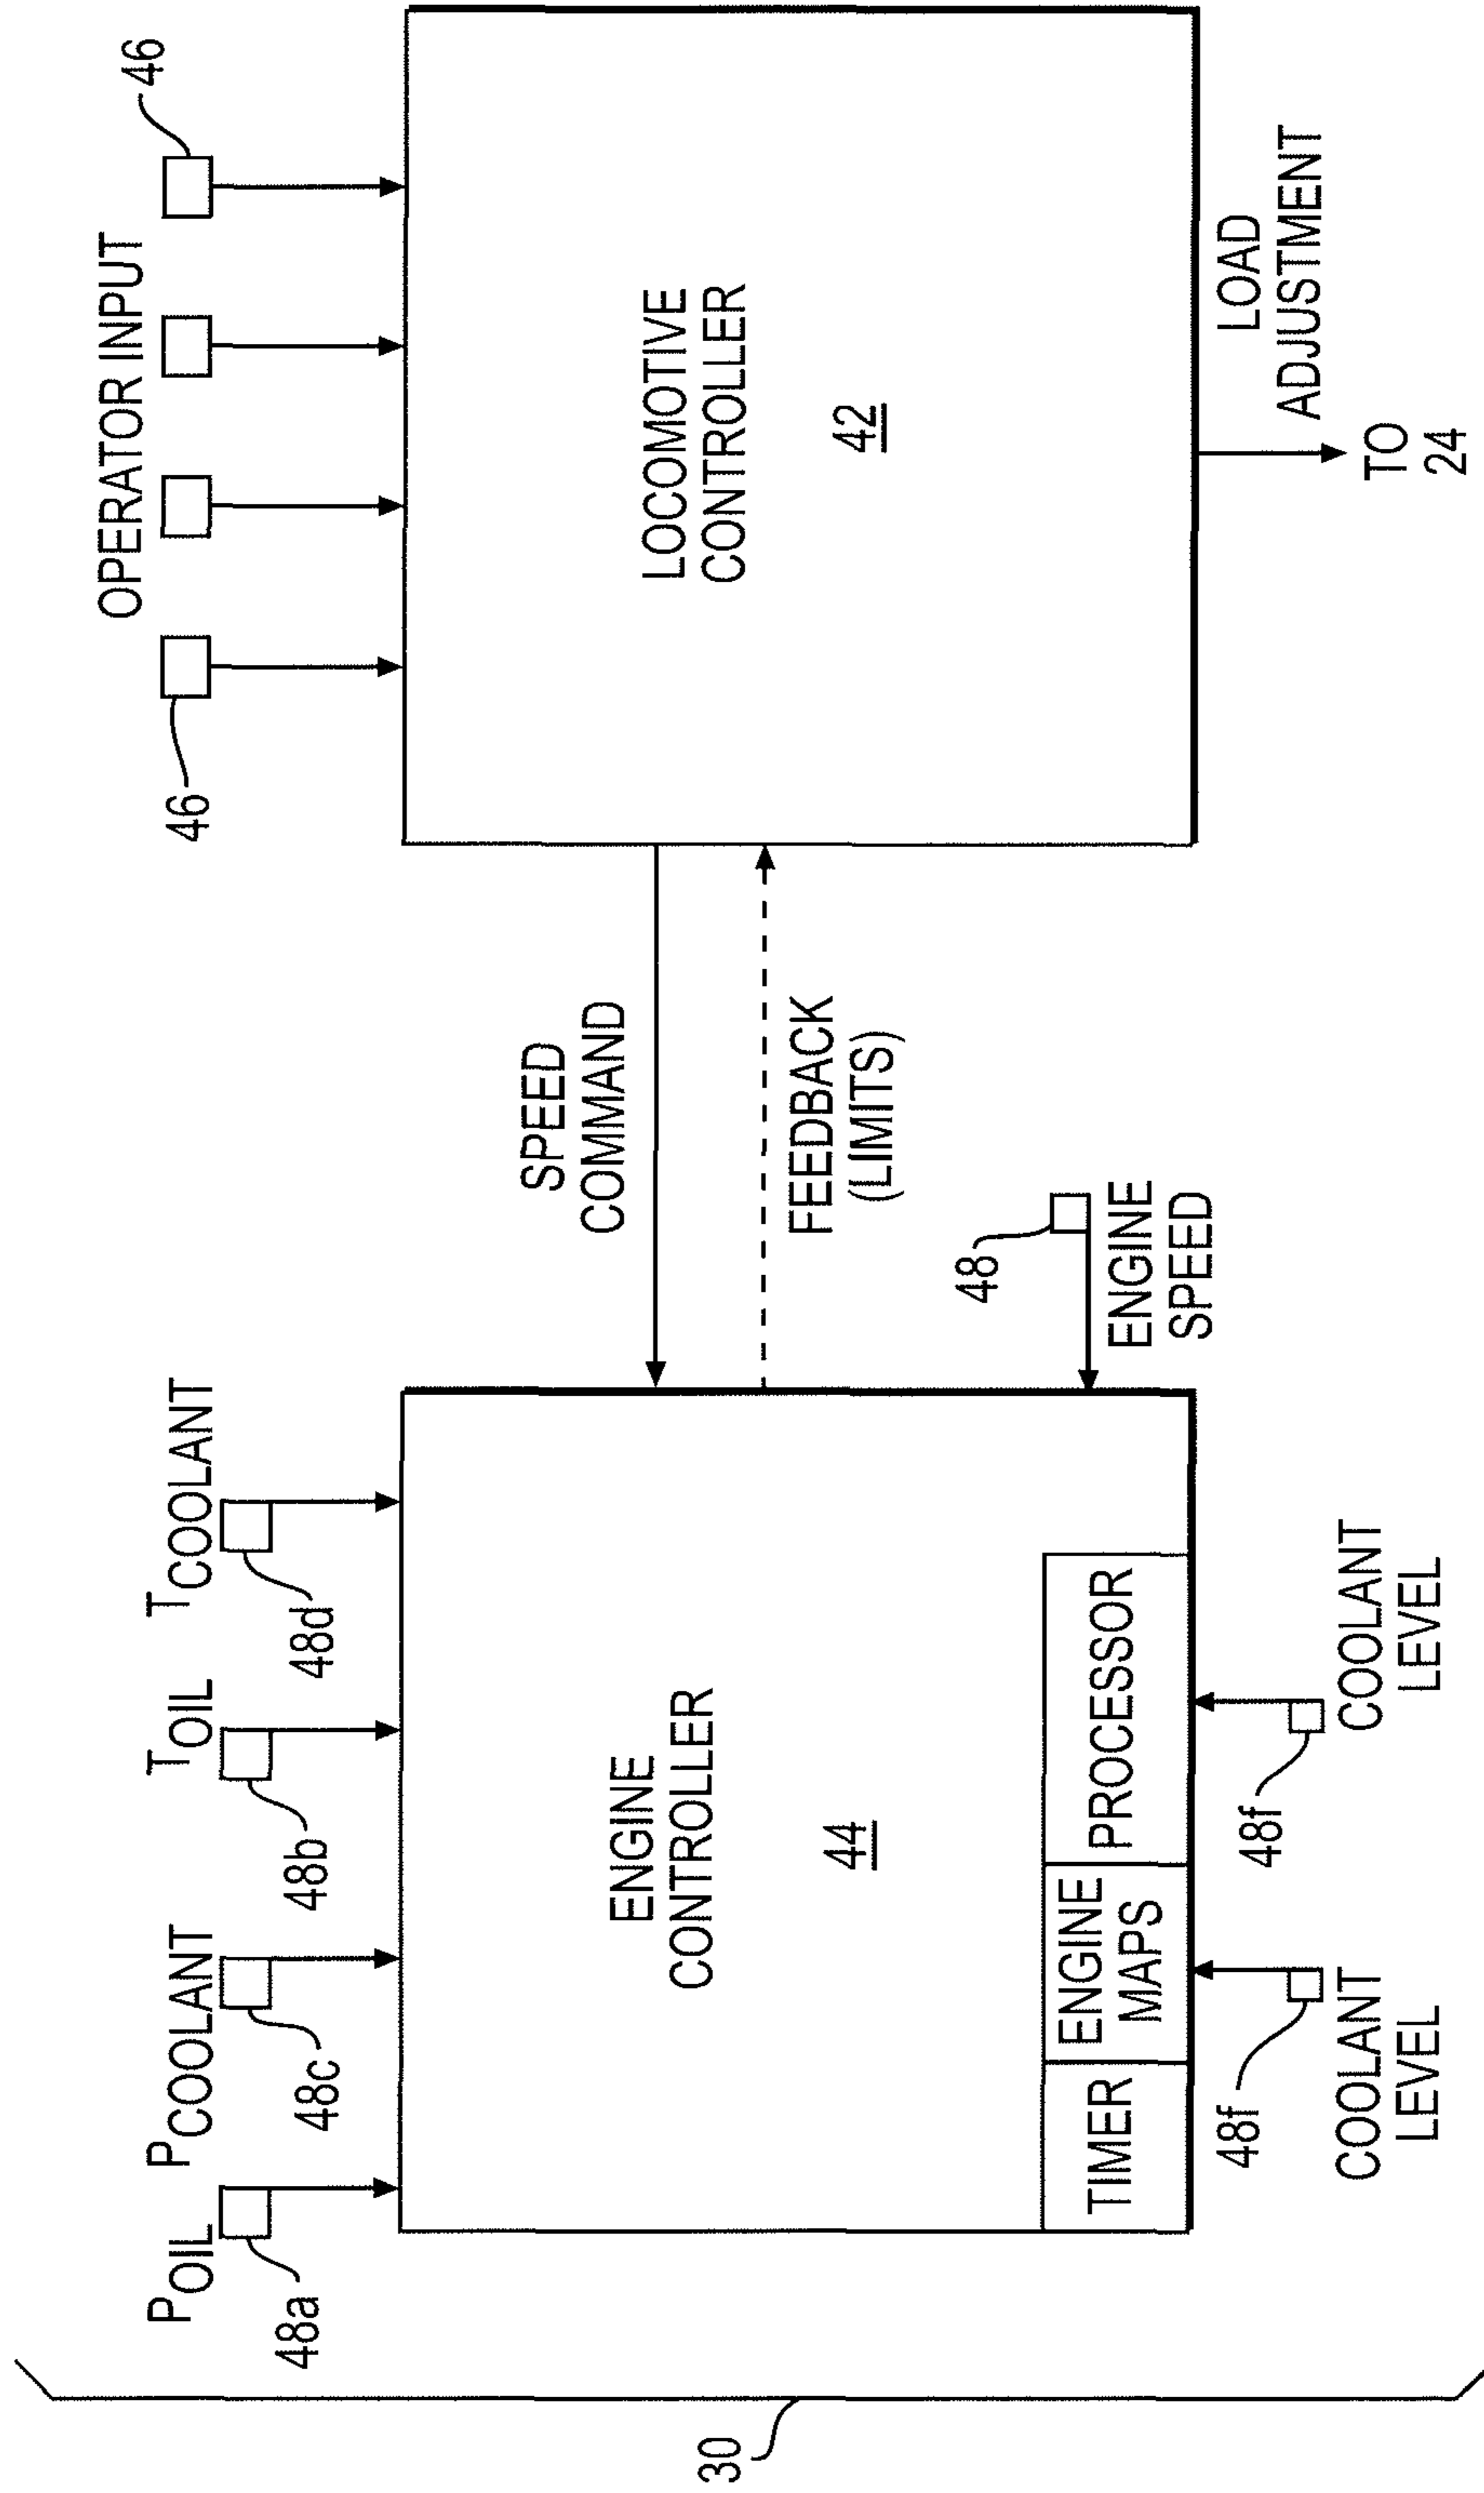 30
P OIL
48a
P COOLANT
48c
T OIL
48b
T COOLANT
48d
ENGINE
CONTROLLER
44
TIMER
ENGINE
MAPS
PROCESSOR
48f
COOLANT
LEVEL
48f
COOLANT
LEVEL
SPEED
COMMAND
FEEDBACK
(LIMITS)
48
ENGINE
SPEED
OPERATOR INPUT
46
46
LOCOMOTIVE
CONTROLLER
42
LOAD
ADJUSTMENT
TO
24